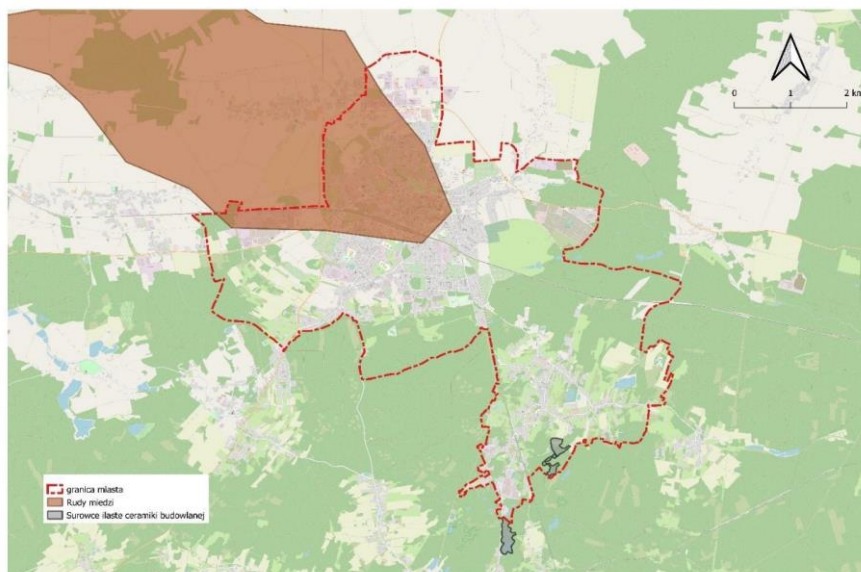 0
1
2 km
granica miasta
Rudy miedzi
Surowce ilaste ceramiki budowlanej